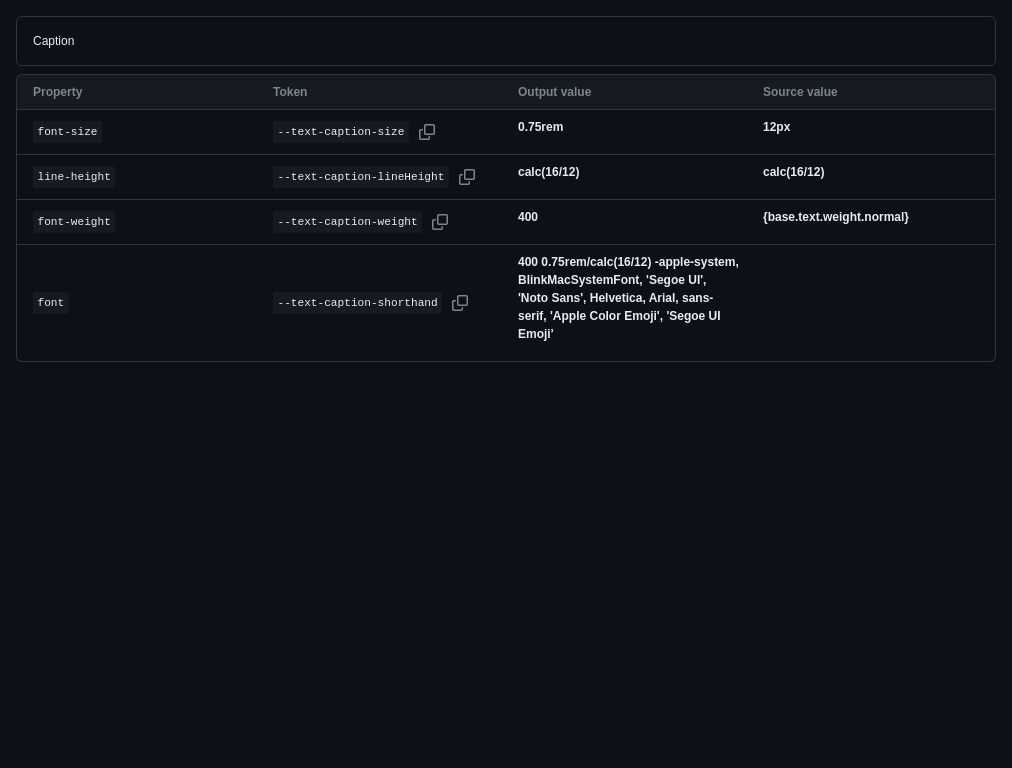 Caption
Property Token Output value Source value
font-size --text-caption-size 0.75rem 12px
line-height --text-caption-lineHeight calc(16/12) calc(16/12)
font-weight --text-caption-weight 400 {base.text.weight.normal}
font --text-caption-shorthand 400 0.75rem/calc(16/12) -apple-system,
BlinkMacSystemFont, 'Segoe UI',
'Noto Sans', Helvetica, Arial, sans-
serif, 'Apple Color Emoji', 'Segoe UI
Emoji'